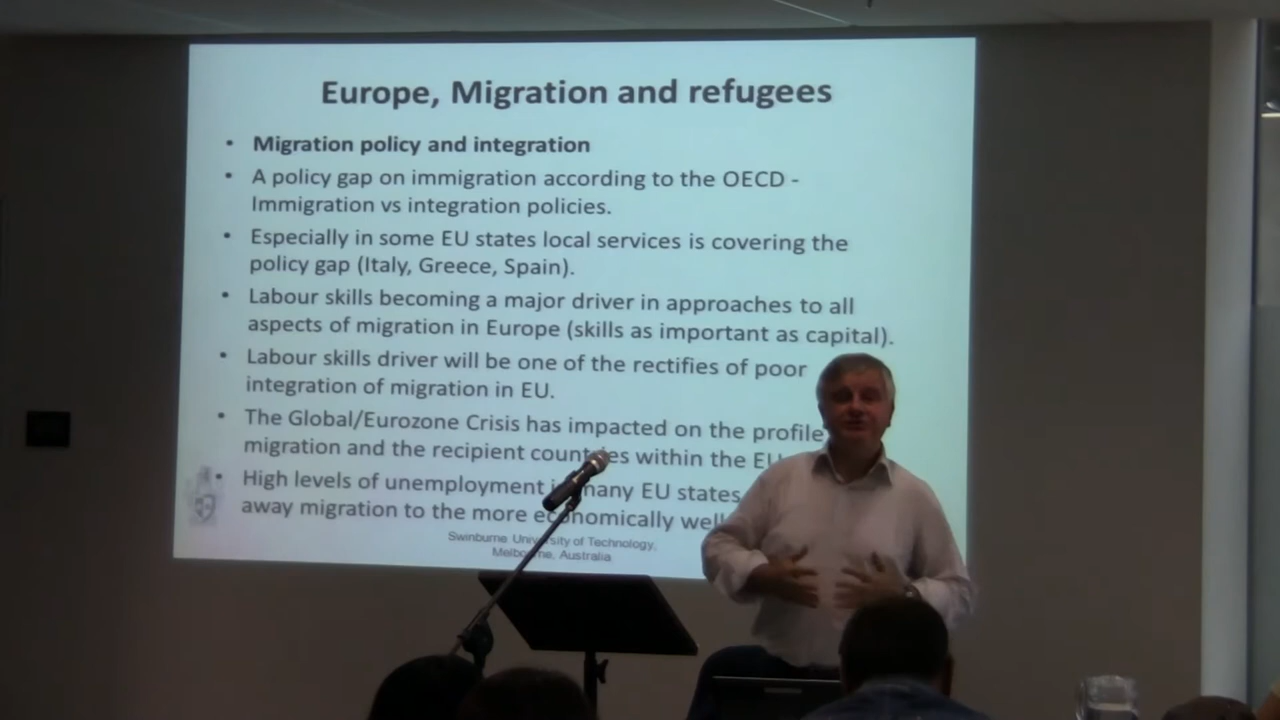 Europe, Migration and refugees
• Migration policy and integration
• A policy gap on immigration according to the OECD -
Immigration vs integration policies.
• Especially in some EU states local services is covering the
policy gap (Italy, Greece, Spain).
• Labour skills becoming a major driver in approaches to all
aspects of migration in Europe (skills as important as capital).
• Labour skills driver will be one of the rectifies of poor
integration of migration in EU.
• The Global/Eurozone Crisis has impacted on the profile
migration and the recipient countries within the EU
• High levels of unemployment in many EU states
away migration to the more economically well
Swinburne University of Technology,
Melbourne, Australia